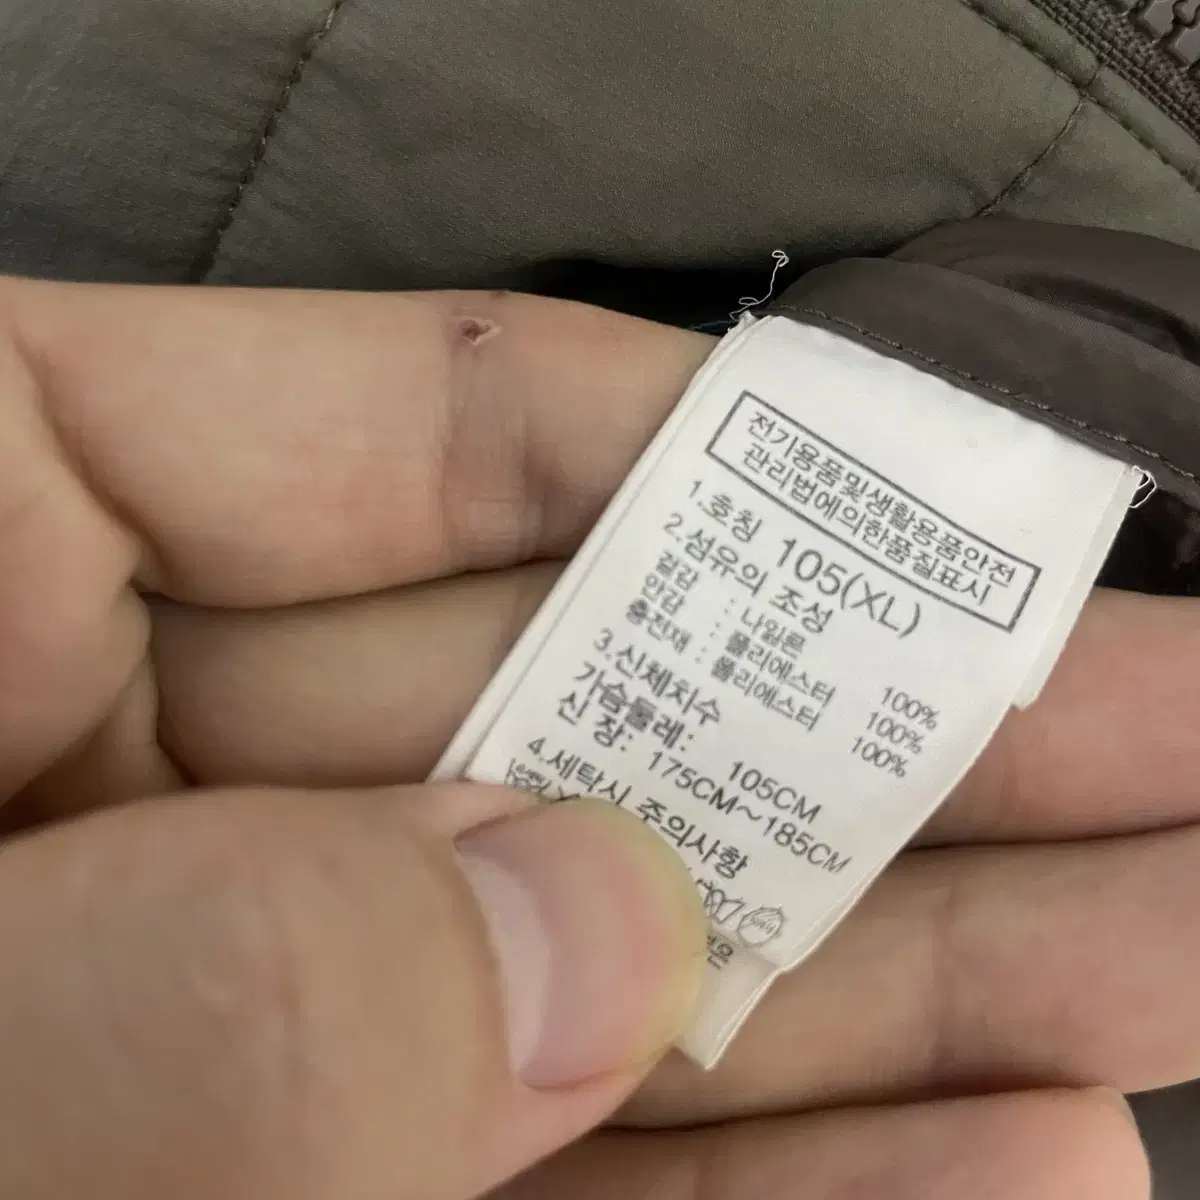 전기용품및생활용품안전
관리법에의한품질표시
1.호칭 105(XL)
2.섬유의 조성
겉감 : 나일론 100%
안감 : 폴리에스터 100%
충전재 : 폴리에스터 100%
3.신체치수
가슴둘레: 105CM
신 장: 175CM~185CM
4.세탁시 주의사항